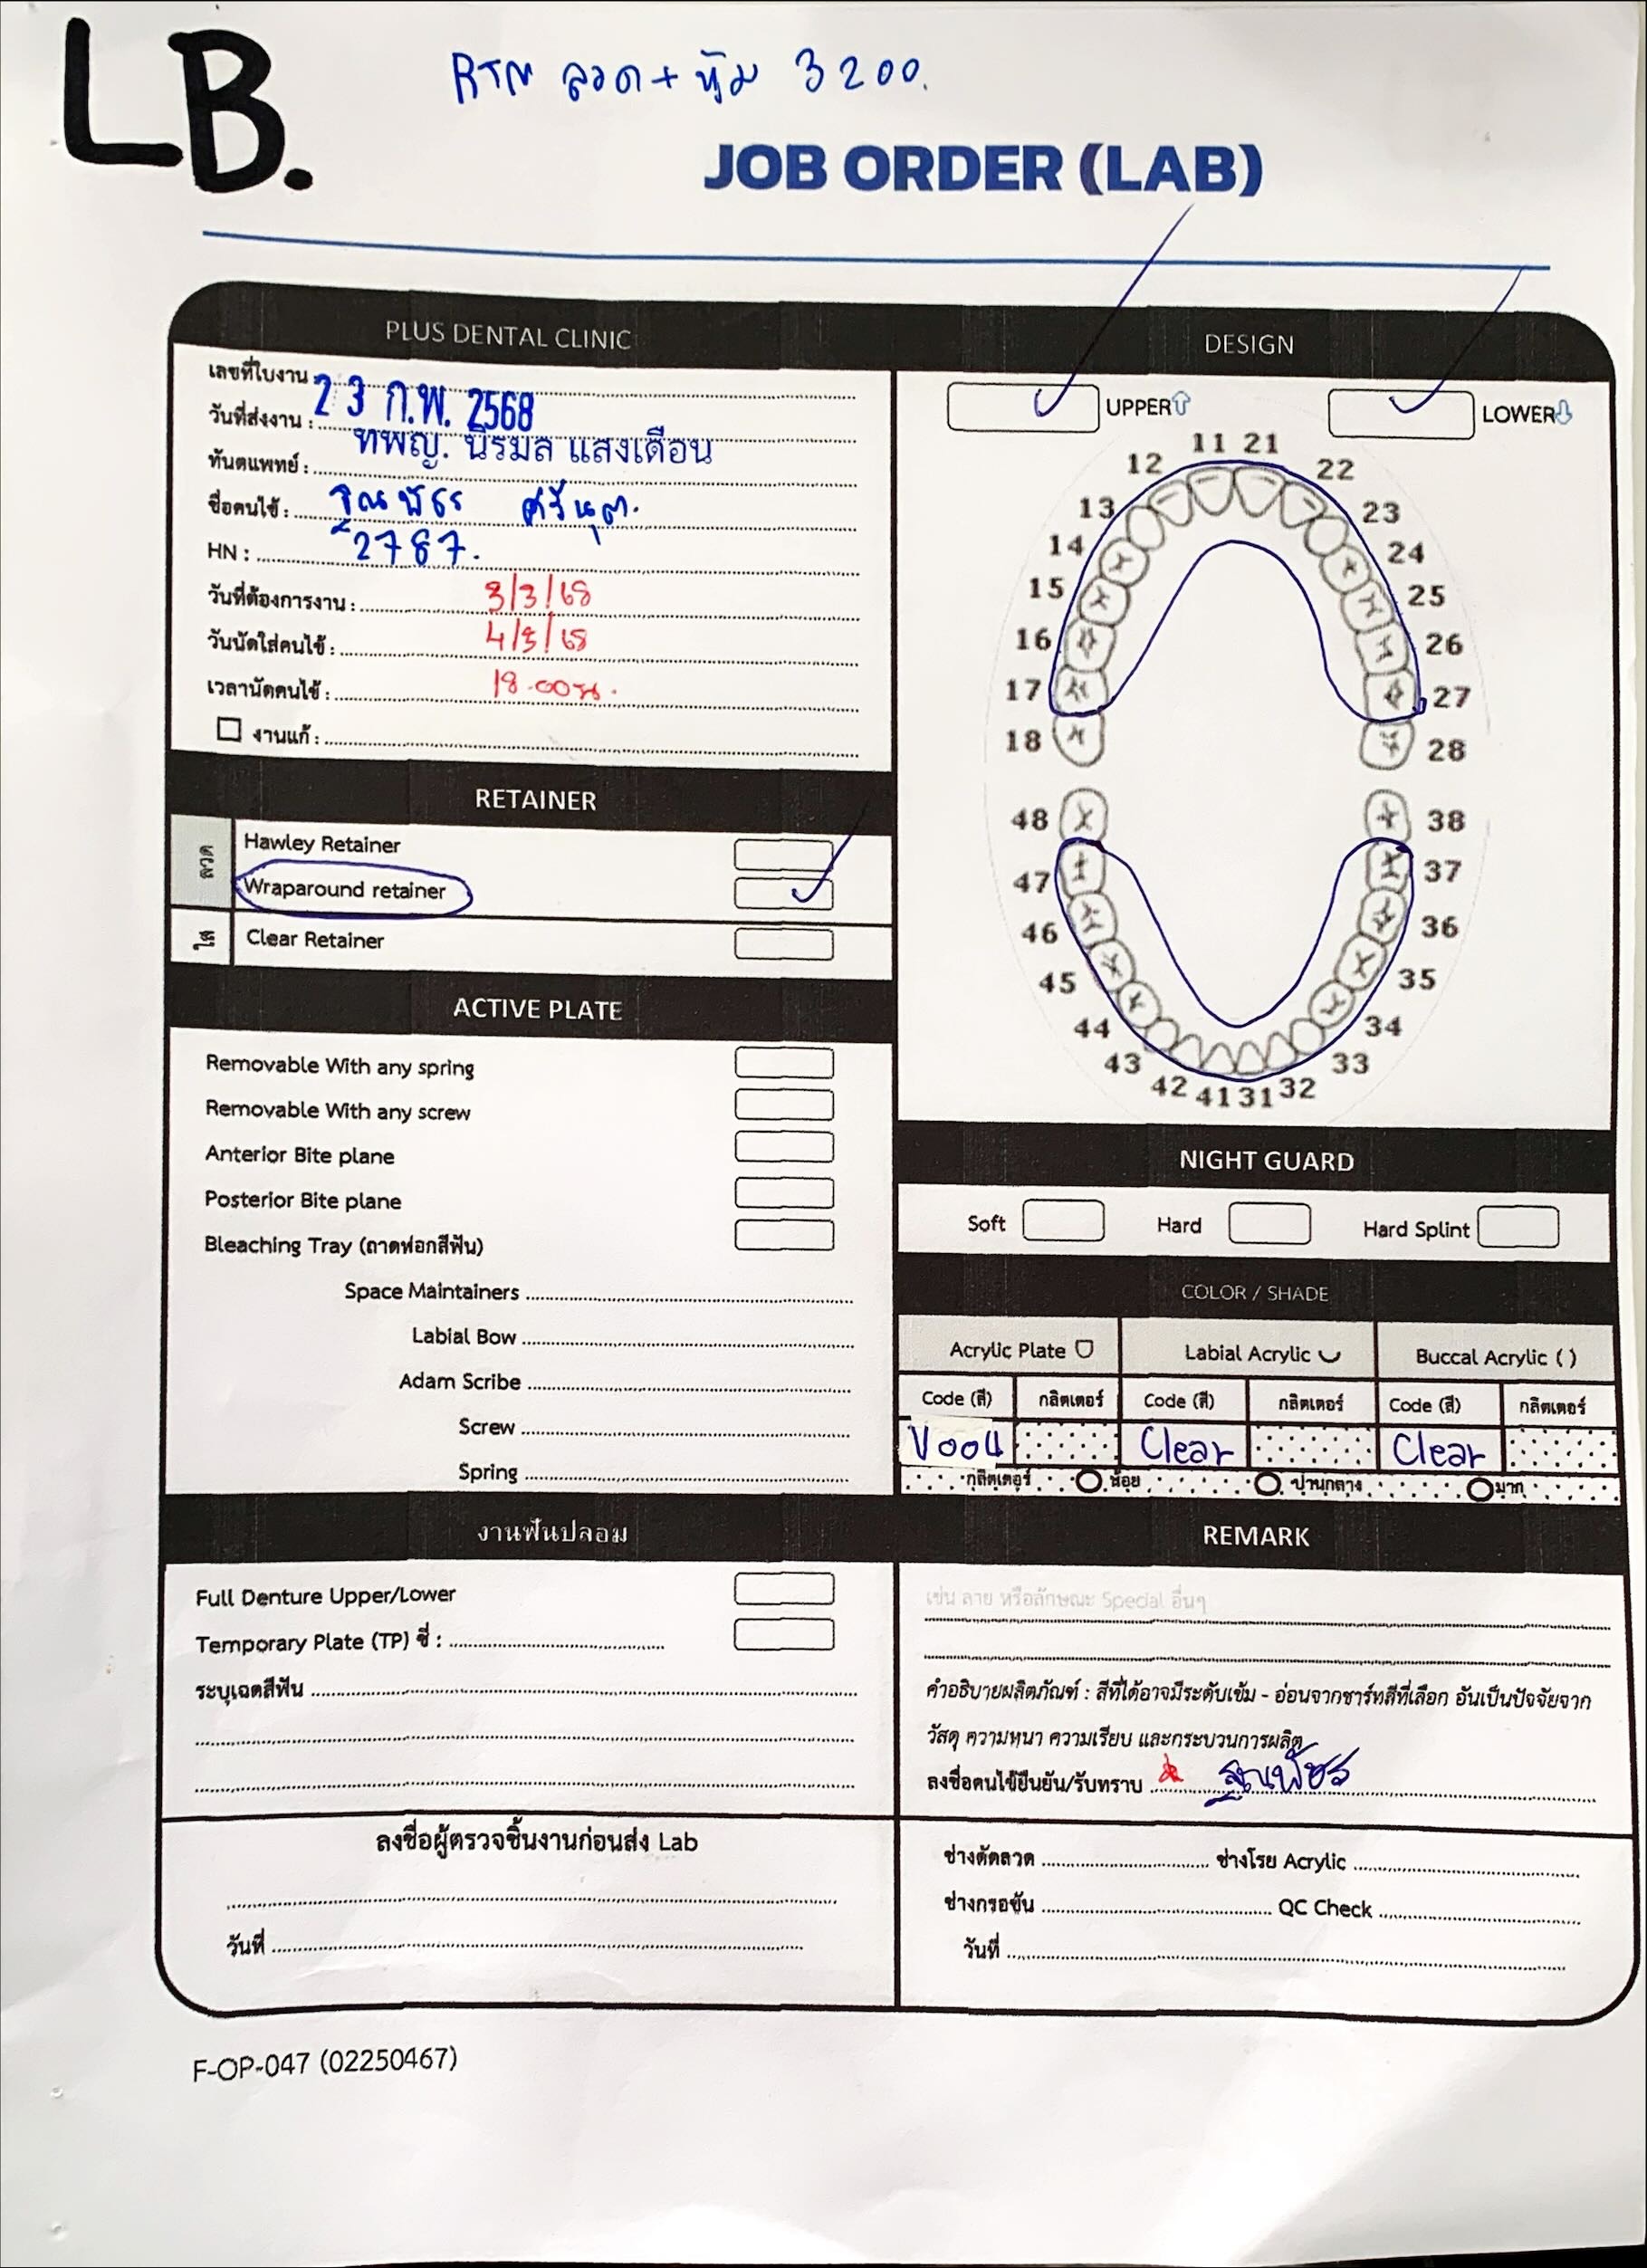 LB.
RTN ลวด + หุ้ม 3200.
JOB ORDER (LAB)
PLUS DENTAL CLINIC
เลขที่ใบงาน
วันที่ส่งงาน : 23 ก.พ. 2568
ทันตแพทย์ : ทพญ. นิรมล แสงเดือน
ชื่อคนไข้ :
HN : 2787.
วันที่ต้องการงาน : 3/3/68
วันนัดใส่คนไข้ : 4/3/68
เวลานัดคนไข้ : 18.00น.
งานแก้ :
RETAINER
ลวด
Hawley Retainer
Wraparound retainer
ใส
Clear Retainer
ACTIVE PLATE
Removable With any spring
Removable With any screw
Anterior Bite plane
Posterior Bite plane
Bleaching Tray (ถาดฟอกสีฟัน)
Space Maintainers
Labial Bow
Adam Scribe
Screw
Spring
งานฟันปลอม
Full Denture Upper/Lower
Temporary Plate (TP) ซี่ :
ระบุเฉดสีฟัน
ลงชื่อผู้ตรวจชิ้นงานก่อนส่ง Lab
วันที่
DESIGN
UPPER LOWER
11 21
12 22
13 23
14 24
15 25
16 26
17 27
18 28
48 38
47 37
46 36
45 35
44 34
43 33
42 41 31 32
NIGHT GUARD
Soft Hard Hard Splint
COLOR / SHADE
Acrylic Plate Labial Acrylic Buccal Acrylic ( )
Code (สี) กลิตเตอร์ Code (สี) กลิตเตอร์ Code (สี) กลิตเตอร์
V004 Clear Clear
กลิตเตอร์ น้อย ปานกลาง มาก
REMARK
เช่น ลาย หรือลักษณะ Special อื่นๆ
คำอธิบายผลิตภัณฑ์ : สีที่ได้อาจมีระดับเข้ม - อ่อนจากชาร์ทสีที่เลือก อันเป็นปัจจัยจาก
วัสดุ ความหนา ความเรียบ และกระบวนการผลิต
ลงชื่อคนไข้ยืนยัน/รับทราบ
ช่างดัดลวด ช่างโรย Acrylic
ช่างกรอขัน QC Check
วันที่
F-OP-047 (02250467)